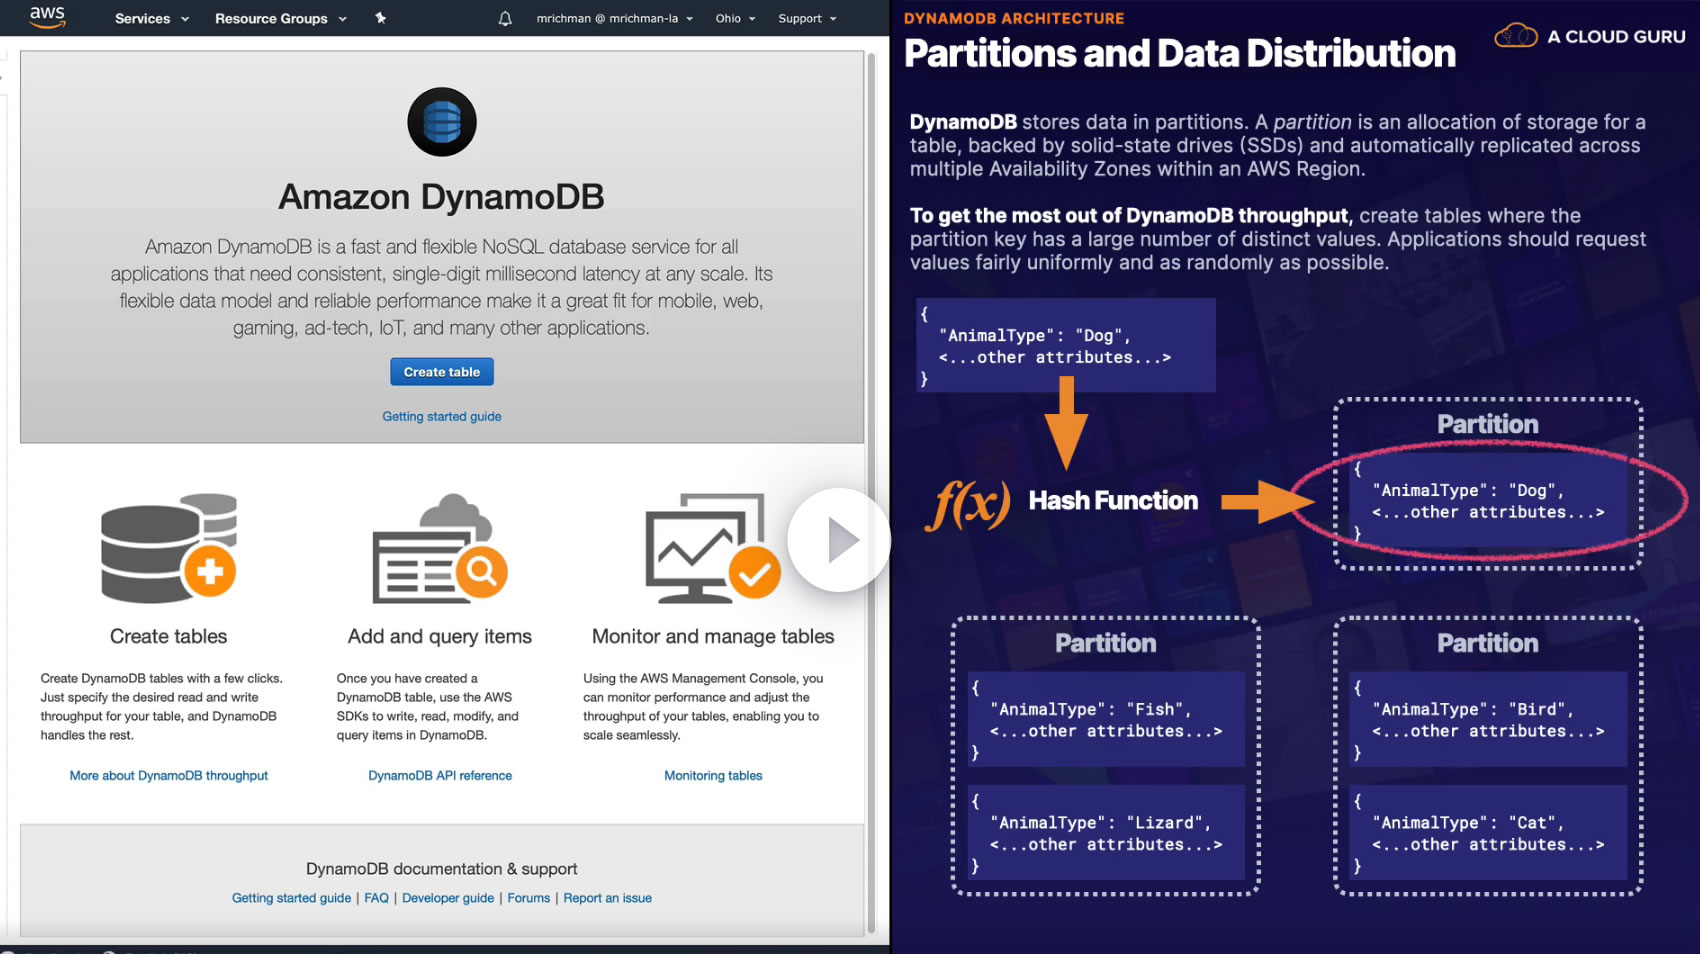 aws
Services
Resource Groups
mrichman @ mrichman-la
Ohio
Support
Amazon DynamoDB
Amazon DynamoDB is a fast and flexible NoSQL database service for all
applications that need consistent, single-digit millisecond latency at any scale. Its
flexible data model and reliable performance make it a great fit for mobile, web,
gaming, ad-tech, IoT, and many other applications.
Create table
Getting started guide
Create tables
Create DynamoDB tables with a few clicks.
Just specify the desired read and write
throughput for your table, and DynamoDB
handles the rest.
More about DynamoDB throughput
Add and query items
Once you have created a
DynamoDB table, use the AWS
SDKs to write, read, modify, and
query items in DynamoDB.
DynamoDB API reference
Monitor and manage tables
Using the AWS Management Console, you
can monitor performance and adjust the
throughput of your tables, enabling you to
scale seamlessly.
Monitoring tables
DynamoDB documentation & support
Getting started guide | FAQ | Developer guide | Forums | Report an issue
DYNAMODB ARCHITECTURE
Partitions and Data Distribution
A CLOUD GURU
DynamoDB stores data in partitions. A partition is an allocation of storage for a
table, backed by solid-state drives (SSDs) and automatically replicated across
multiple Availability Zones within an AWS Region.
To get the most out of DynamoDB throughput, create tables where the
partition key has a large number of distinct values. Applications should request
values fairly uniformly and as randomly as possible.
{
"AnimalType": "Dog",
<...other attributes...>
}
f(x) Hash Function
Partition
{
"AnimalType": "Dog",
<...other attributes...>
}
Partition
{
"AnimalType": "Fish",
<...other attributes...>
}
{
"AnimalType": "Lizard",
<...other attributes...>
}
Partition
{
"AnimalType": "Bird",
<...other attributes...>
}
{
"AnimalType": "Cat",
<...other attributes...>
}